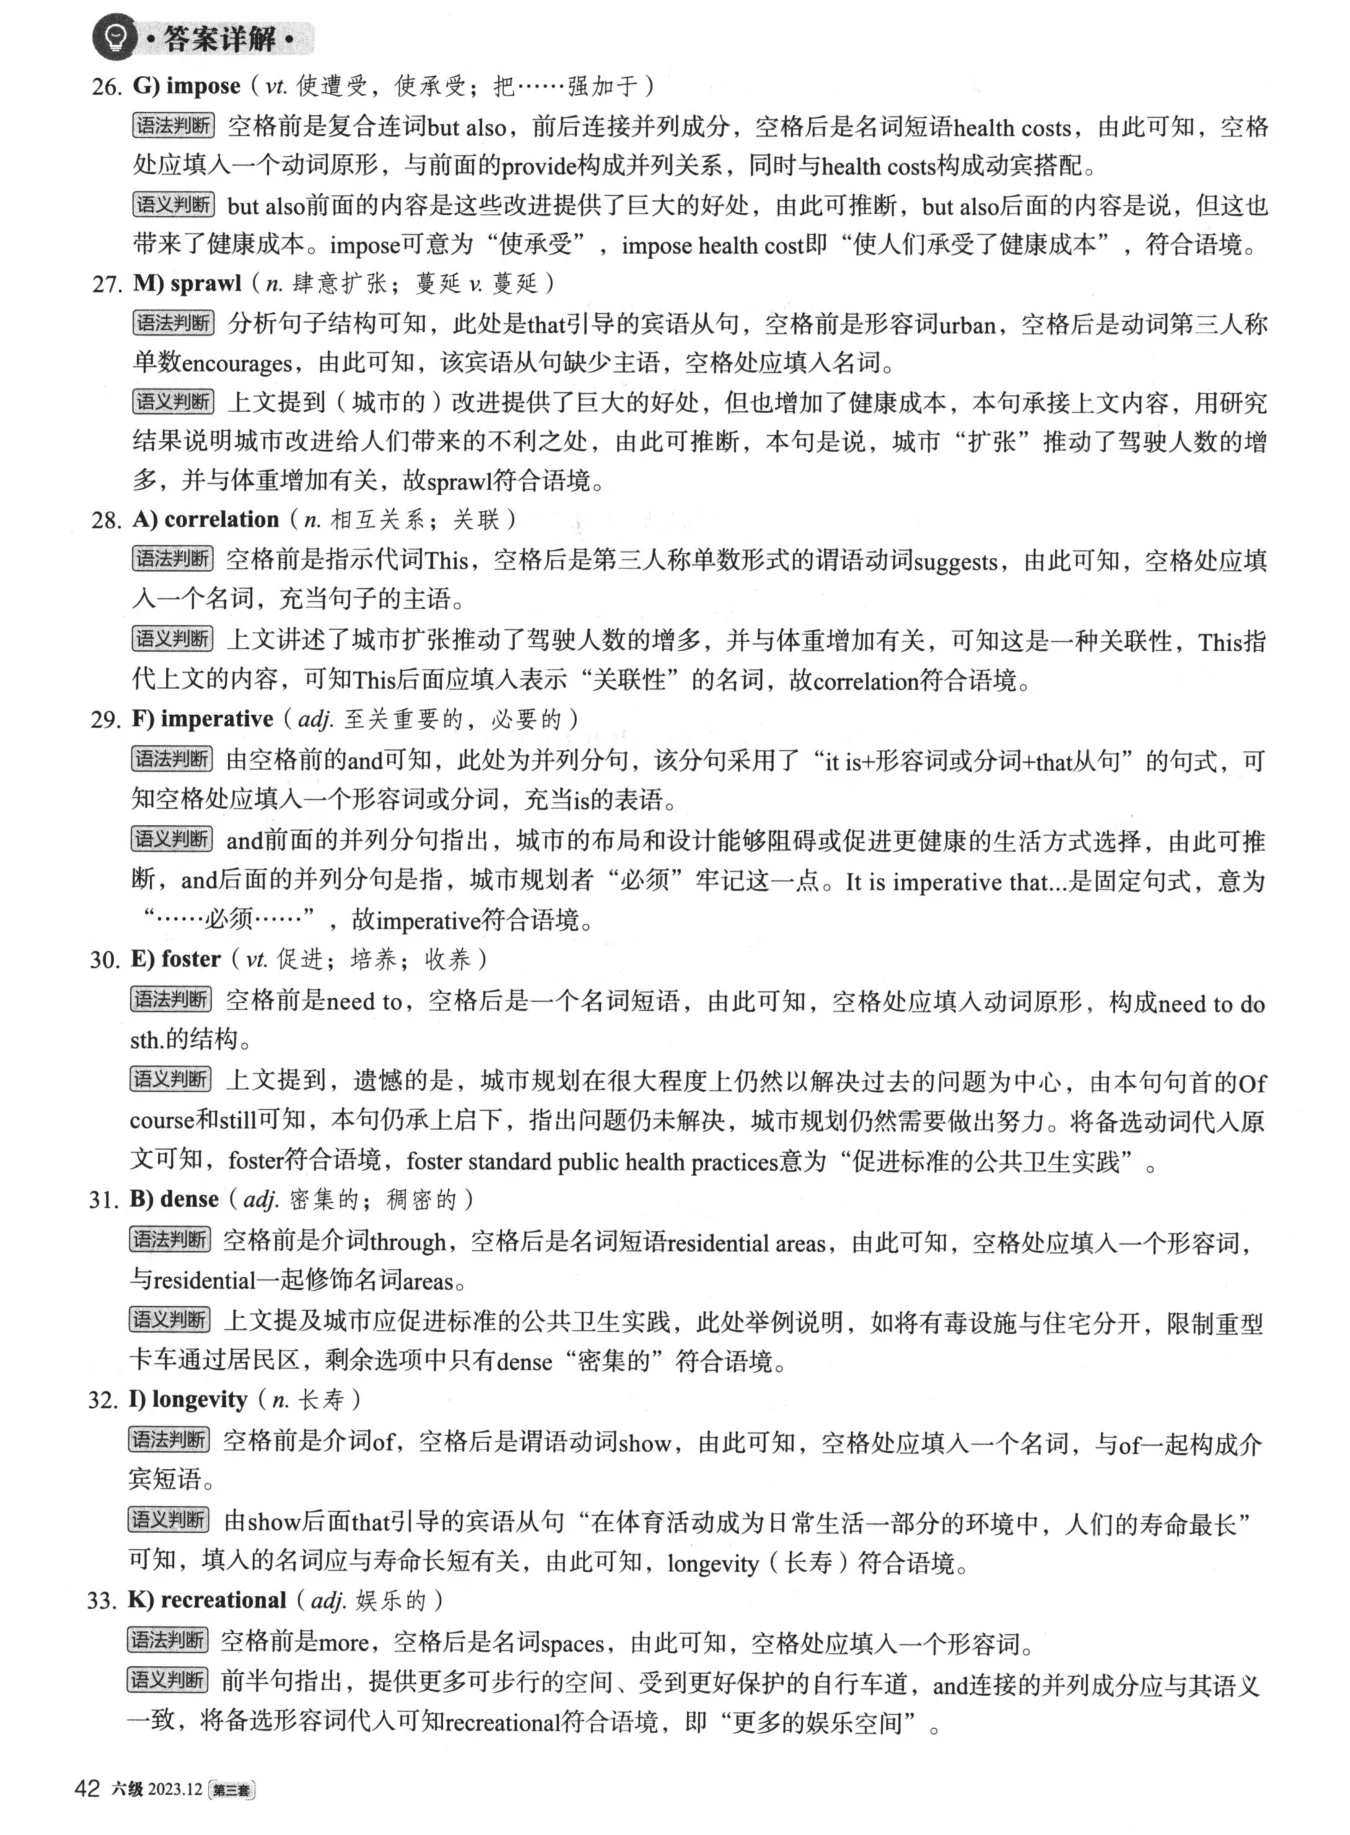 ·答案详解·
26. G) impose（vt. 使遭受，使承受；把……强加于）
语法判断 空格前是复合连词but also，前后连接并列成分，空格后是名词短语health costs，由此可知，空格
处应填入一个动词原形，与前面的provide构成并列关系，同时与health costs构成动宾搭配。
语义判断 but also前面的内容是这些改进提供了巨大的好处，由此可推断，but also后面的内容是说，但这也
带来了健康成本。impose可意为“使承受”，impose health cost即“使人们承受了健康成本”，符合语境。
27. M) sprawl（n. 肆意扩张；蔓延 v. 蔓延）
语法判断 分析句子结构可知，此处是that引导的宾语从句，空格前是形容词urban，空格后是动词第三人称
单数encourages，由此可知，该宾语从句缺少主语，空格处应填入名词。
语义判断 上文提到（城市的）改进提供了巨大的好处，但也增加了健康成本，本句承接上文内容，用研究
结果说明城市改进给人们带来的不利之处，由此可推断，本句是说，城市“扩张”推动了驾驶人数的增
多，并与体重增加有关，故sprawl符合语境。
28. A) correlation（n. 相互关系；关联）
语法判断 空格前是指示代词This，空格后是第三人称单数形式的谓语动词suggests，由此可知，空格处应填
入一个名词，充当句子的主语。
语义判断 上文讲述了城市扩张推动了驾驶人数的增多，并与体重增加有关，可知这是一种关联性，This指
代上文的内容，可知This后面应填入表示“关联性”的名词，故correlation符合语境。
29. F) imperative（adj. 至关重要的，必要的）
语法判断 由空格前的and可知，此处为并列分句，该分句采用了“it is+形容词或分词+that从句”的句式，可
知空格处应填入一个形容词或分词，充当is的表语。
语义判断 and前面的并列分句指出，城市的布局和设计能够阻碍或促进更健康的生活方式选择，由此可推
断，and后面的并列分句是指，城市规划者“必须”牢记这一点。It is imperative that...是固定句式，意为
“……必须……”，故imperative符合语境。
30. E) foster（vt. 促进；培养；收养）
语法判断 空格前是need to，空格后是一个名词短语，由此可知，空格处应填入动词原形，构成need to do
sth.的结构。
语义判断 上文提到，遗憾的是，城市规划在很大程度上仍然以解决过去的问题为中心，由本句句首的Of
course和still可知，本句仍承上启下，指出问题仍未解决，城市规划仍然需要做出努力。将备选动词代入原
文可知，foster符合语境，foster standard public health practices意为“促进标准的公共卫生实践”。
31. B) dense（adj. 密集的；稠密的）
语法判断 空格前是介词through，空格后是名词短语residential areas，由此可知，空格处应填入一个形容词，
与residential一起修饰名词areas。
语义判断 上文提及城市应促进标准的公共卫生实践，此处举例说明，如将有毒设施与住宅分开，限制重型
卡车通过居民区，剩余选项中只有dense“密集的”符合语境。
32. I) longevity（n. 长寿）
语法判断 空格前是介词of，空格后是谓语动词show，由此可知，空格处应填入一个名词，与of一起构成介
宾短语。
语义判断 由show后面that引导的宾语从句“在体育活动成为日常生活一部分的环境中，人们的寿命最长”
可知，填入的名词应与寿命长短有关，由此可知，longevity（长寿）符合语境。
33. K) recreational（adj. 娱乐的）
语法判断 空格前是more，空格后是名词spaces，由此可知，空格处应填入一个形容词。
语义判断 前半句指出，提供更多可步行的空间、受到更好保护的自行车道，and连接的并列成分应与其语义
一致，将备选形容词代入可知recreational符合语境，即“更多的娱乐空间”。
42 六级 2023.12 第三套